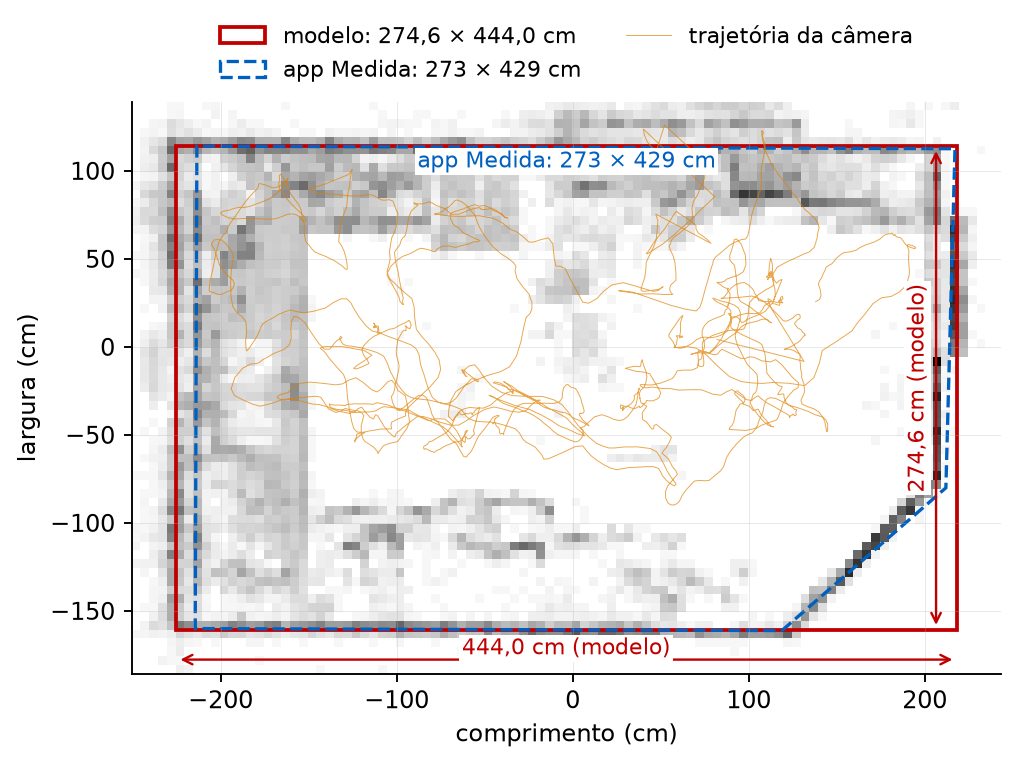 modelo: 274,6 × 444,0 cm
trajetória da câmera
app Medida: 273 × 429 cm
app Medida: 273 × 429 cm
100
50
0
−50
−100
−150
largura (cm)
274,6 cm (modelo)
444,0 cm (modelo)
−200
−100
0
100
200
comprimento (cm)